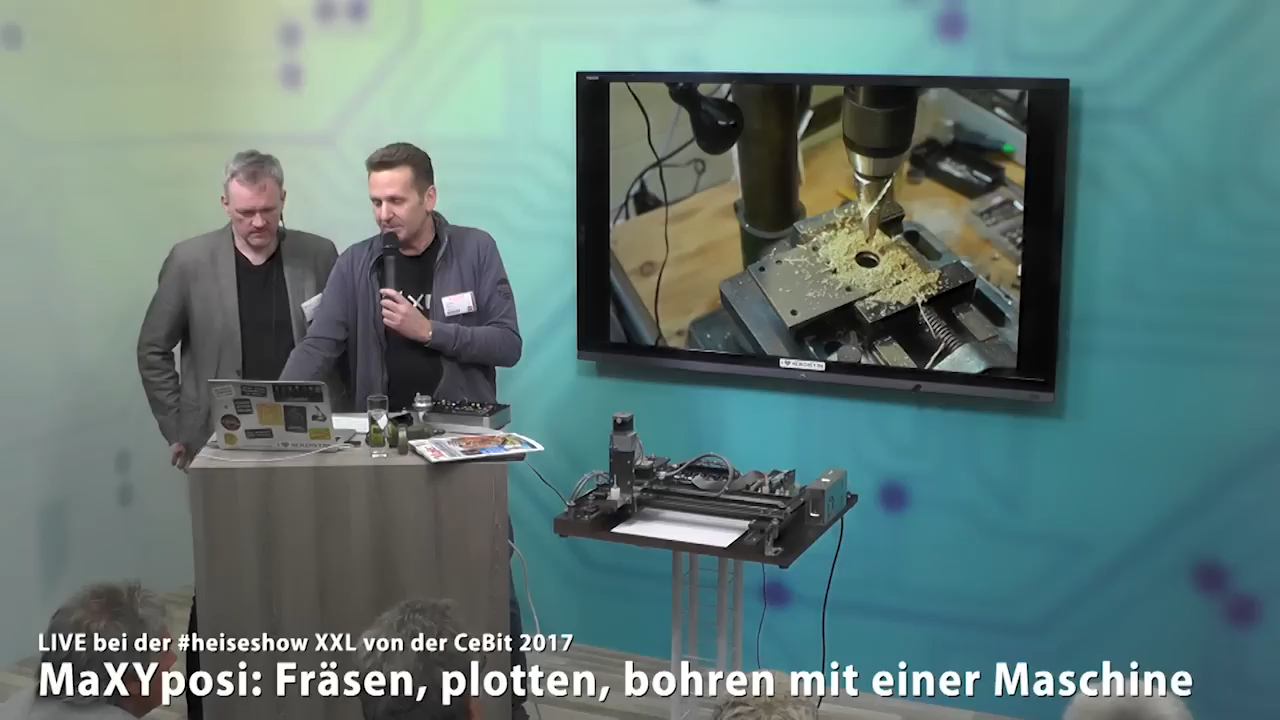 LIVE bei der #heiseshow XXL von der CeBit 2017
MaXYposi: Fräsen, plotten, bohren mit einer Maschine